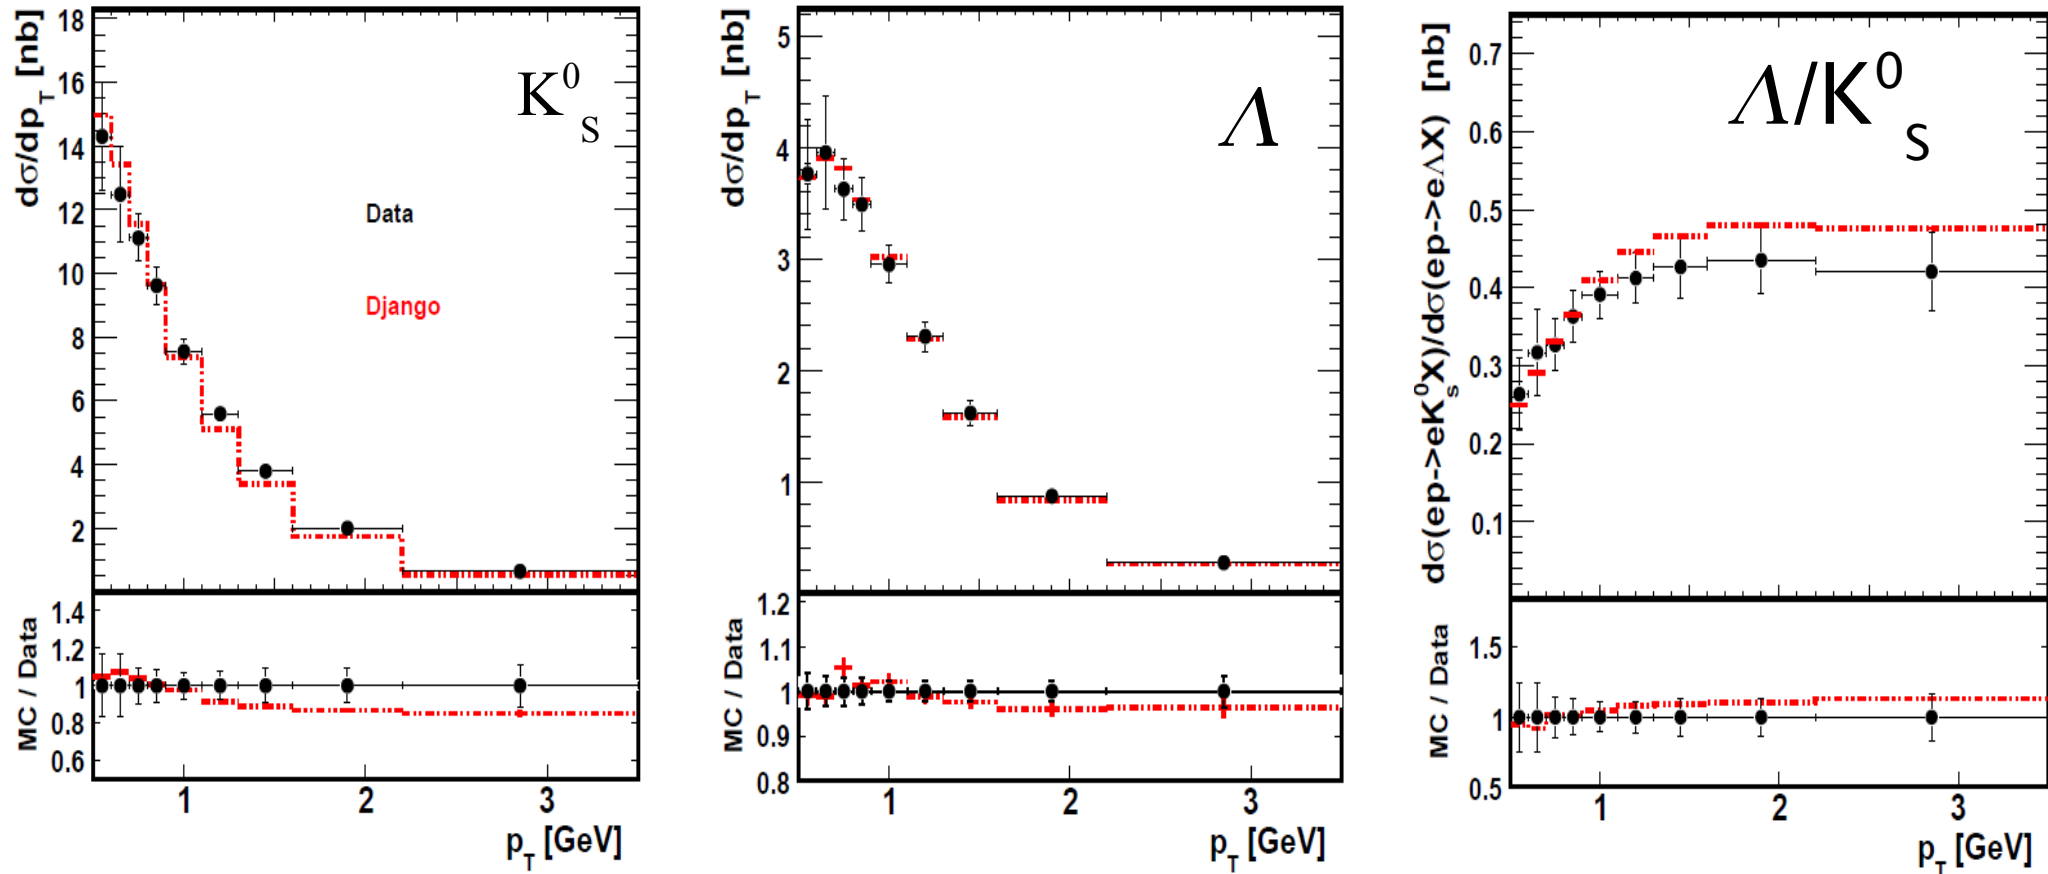 dσ/dp_T [nb]
18
16
14
12
10
8
6
4
2
K^0_S
Data
Django
MC / Data
1.4
1.2
1
0.8
0.6
1 2 3
p_T [GeV]
dσ/dp_T [nb]
5
4
3
2
1
Λ
MC / Data
1.2
1.1
1
0.9
0.8
1 2 3
p_T [GeV]
dσ(ep->eK^0_s X)/dσ(ep->eΛX) [nb]
0.7
0.6
0.5
0.4
0.3
0.2
0.1
Λ/K^0_S
MC / Data
1.5
1
0.5
1 2 3
p_T [GeV]